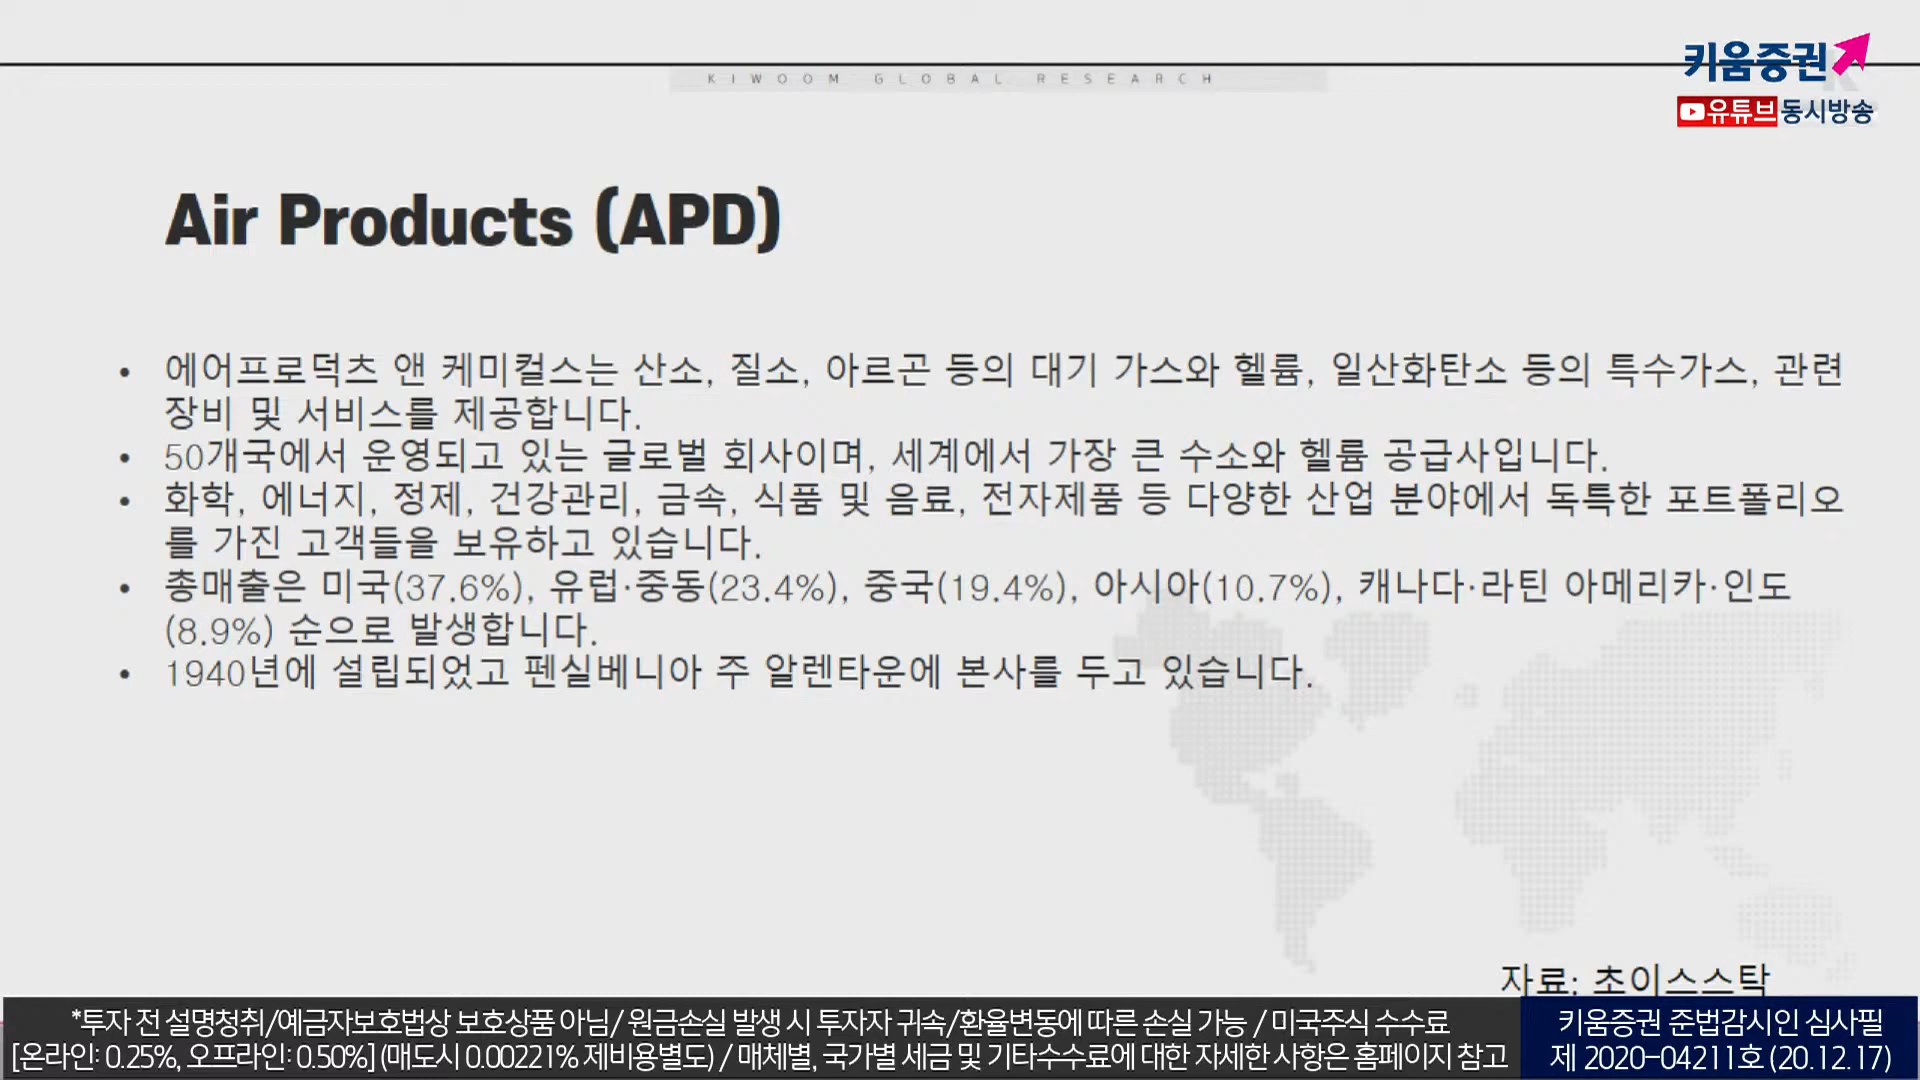 키움증권
KIWOOM GLOBAL RESEARCH
유튜브 동시방송
Air Products (APD)
• 에어프로덕츠 앤 케미컬스는 산소, 질소, 아르곤 등의 대기 가스와 헬륨, 일산화탄소 등의 특수가스, 관련
장비 및 서비스를 제공합니다.
• 50개국에서 운영되고 있는 글로벌 회사이며, 세계에서 가장 큰 수소와 헬륨 공급사입니다.
• 화학, 에너지, 정제, 건강관리, 금속, 식품 및 음료, 전자제품 등 다양한 산업 분야에서 독특한 포트폴리오
를 가진 고객들을 보유하고 있습니다.
• 총매출은 미국(37.6%), 유럽·중동(23.4%), 중국(19.4%), 아시아(10.7%), 캐나다·라틴 아메리카·인도
(8.9%) 순으로 발생합니다.
• 1940년에 설립되었고 펜실베니아 주 알렌타운에 본사를 두고 있습니다.
자료: 초이스스탁
*투자 전 설명청취/예금자보호법상 보호상품 아님/ 원금손실 발생 시 투자자 귀속/환율변동에 따른 손실 가능 / 미국주식 수수료
[온라인: 0.25%, 오프라인: 0.50%] (매도시 0.00221% 제비용별도) / 매체별, 국가별 세금 및 기타수수료에 대한 자세한 사항은 홈페이지 참고
키움증권 준법감시인 심사필
제 2020-04211호 (20.12.17)